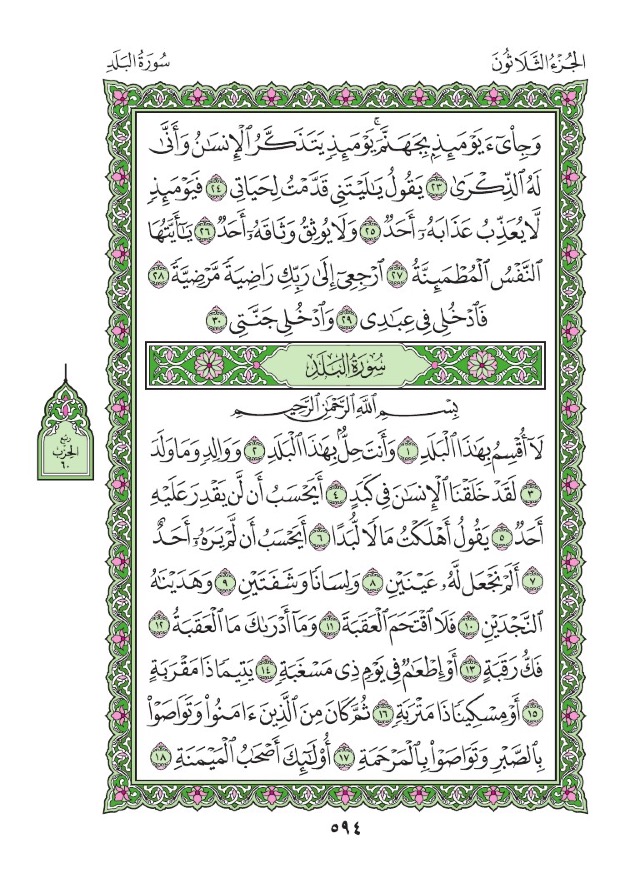 الجُزْءُ الثَّلَاثُونَ
سُورَةُ البَلَدِ
وَجِاْيٓءَ يَوْمَئِذِۭ بِجَهَنَّمَۚ يَوْمَئِذٖ يَتَذَكَّرُ ٱلْإِنسَٰنُ وَأَنَّىٰ
لَهُ ٱلذِّكْرَىٰ ٢٣ يَقُولُ يَٰلَيْتَنِي قَدَّمْتُ لِحَيَاتِي ٢٤ فَيَوْمَئِذٖ
لَّا يُعَذِّبُ عَذَابَهُۥٓ أَحَدٞ ٢٥ وَلَا يُوثِقُ وَثَاقَهُۥٓ أَحَدٞ ٢٦ يَٰٓأَيَّتُهَا
ٱلنَّفْسُ ٱلْمُطْمَئِنَّةُ ٢٧ ٱرْجِعِيٓ إِلَىٰ رَبِّكِ رَاضِيَةٗ مَّرْضِيَّةٗ ٢٨
فَٱدْخُلِي فِي عِبَٰدِي ٢٩ وَٱدْخُلِي جَنَّتِي ٣٠
سُورَةُ البَلَدِ
بِسْمِ ٱللَّهِ ٱلرَّحْمَٰنِ ٱلرَّحِيمِ
لَآ أُقْسِمُ بِهَٰذَا ٱلْبَلَدِ ١ وَأَنتَ حِلُّۢ بِهَٰذَا ٱلْبَلَدِ ٢ وَوَالِدٖ وَمَا وَلَدَ
٣ لَقَدْ خَلَقْنَا ٱلْإِنسَٰنَ فِي كَبَدٍ ٤ أَيَحْسَبُ أَن لَّن يَقْدِرَ عَلَيْهِ
أَحَدٞ ٥ يَقُولُ أَهْلَكْتُ مَالٗا لُّبَدًا ٦ أَيَحْسَبُ أَن لَّمْ يَرَهُۥٓ أَحَدٌ
٧ أَلَمْ نَجْعَل لَّهُۥ عَيْنَيْنِ ٨ وَلِسَانٗا وَشَفَتَيْنِ ٩ وَهَدَيْنَٰهُ
ٱلنَّجْدَيْنِ ١٠ فَلَا ٱقْتَحَمَ ٱلْعَقَبَةَ ١١ وَمَآ أَدْرَىٰكَ مَا ٱلْعَقَبَةُ ١٢
فَكُّ رَقَبَةٍ ١٣ أَوْ إِطْعَٰمٞ فِي يَوْمٖ ذِي مَسْغَبَةٖ ١٤ يَتِيمٗا ذَا مَقْرَبَةٍ
١٥ أَوْ مِسْكِينٗا ذَا مَتْرَبَةٖ ١٦ ثُمَّ كَانَ مِنَ ٱلَّذِينَ ءَامَنُواْ وَتَوَاصَوْاْ
بِٱلصَّبْرِ وَتَوَاصَوْاْ بِٱلْمَرْحَمَةِ ١٧ أُوْلَٰٓئِكَ أَصْحَٰبُ ٱلْمَيْمَنَةِ ١٨
ربع
الحزب
٦٠
٥٩٤